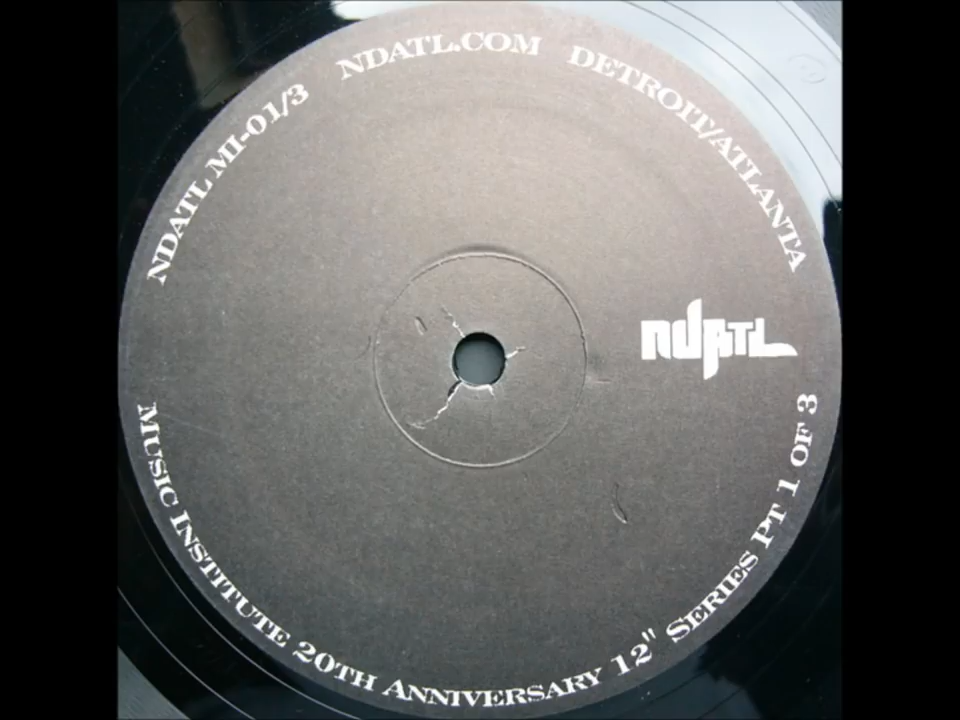 NDATL MI-01/3 NDATL.COM DETROIT/ATLANTA
ndATL
MUSIC INSTITUTE 20TH ANNIVERSARY 12" SERIES PT 1 OF 3